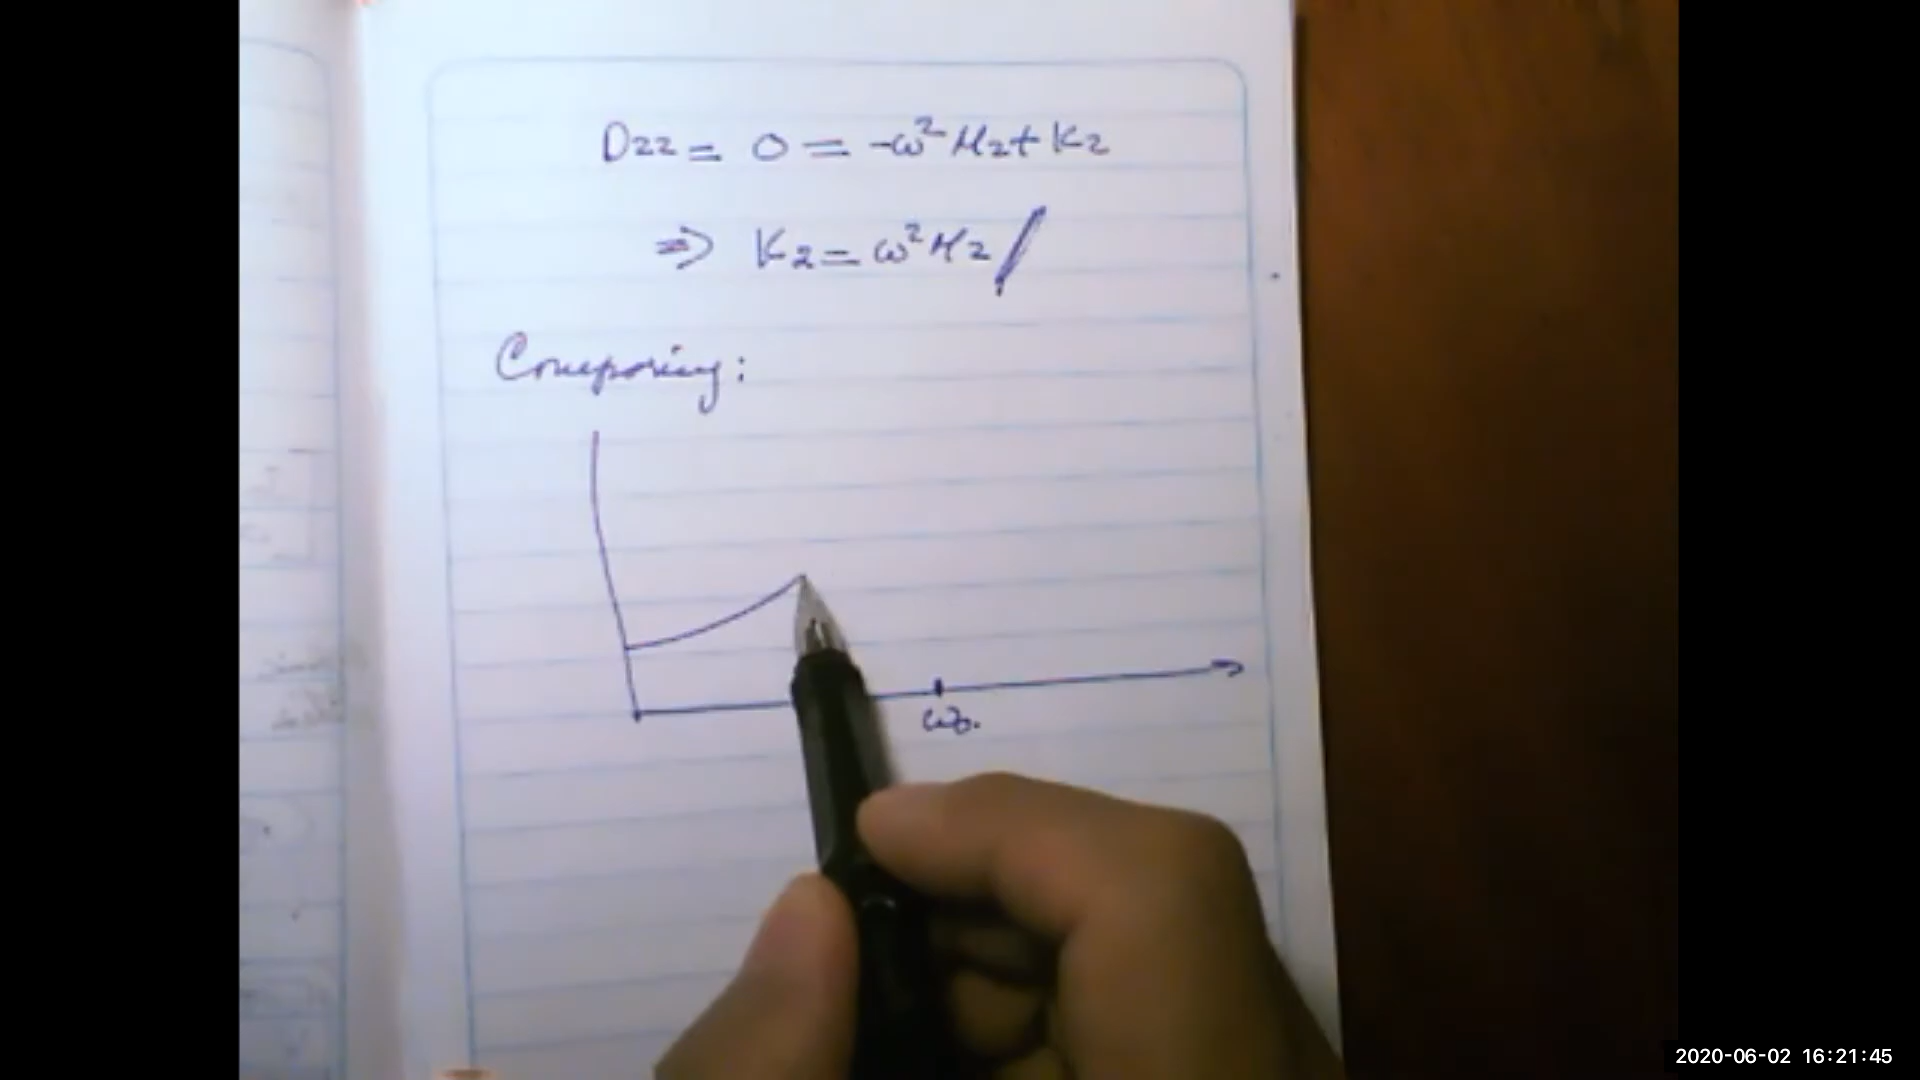 D22 = 0 = -ω²M2 + K2
⇒ K2 = ω²M2 /
Comparing:
ω0.
2020-06-02 16:21:45